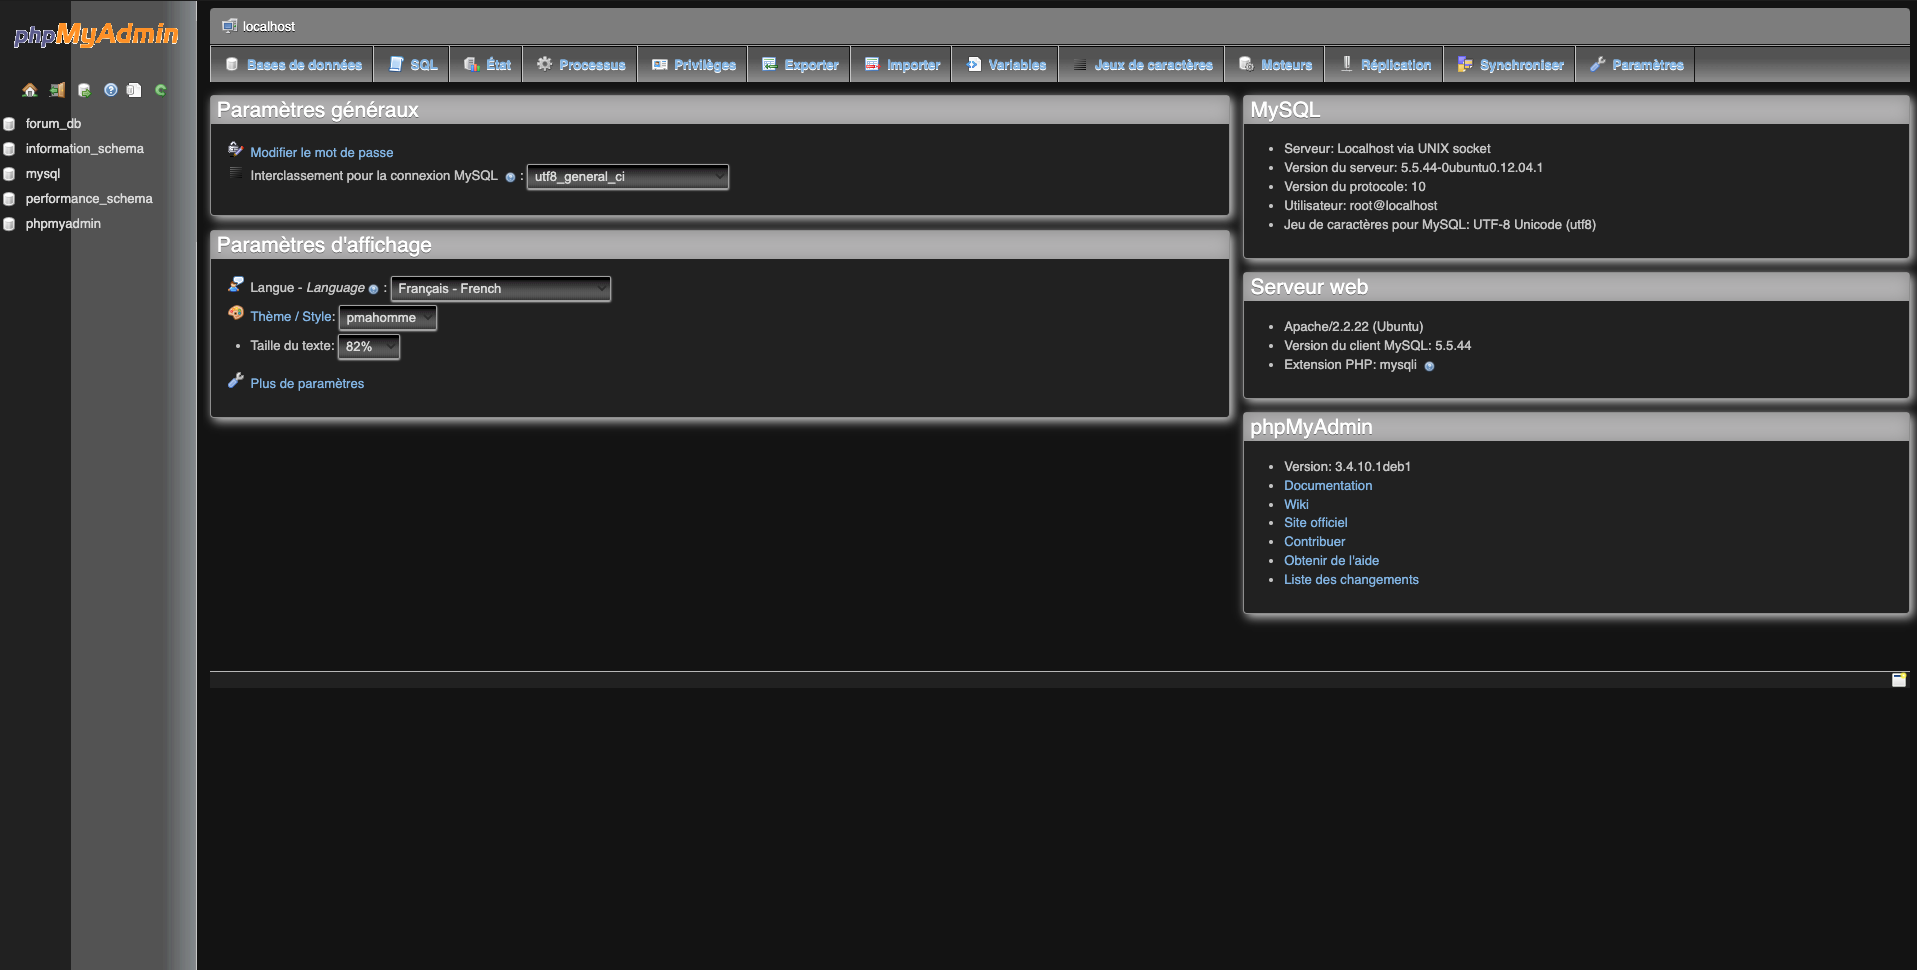 phpMyAdmin
forum_db
information_schema
mysql
performance_schema
phpmyadmin
localhost
Bases de données SQL État Processus Privilèges Exporter Importer Variables Jeux de caractères Moteurs Réplication Synchroniser Paramètres
Paramètres généraux
Modifier le mot de passe
Interclassement pour la connexion MySQL : utf8_general_ci
Paramètres d'affichage
Langue - Language : Français - French
Thème / Style: pmahomme
Taille du texte: 82%
Plus de paramètres
MySQL
Serveur: Localhost via UNIX socket
Version du serveur: 5.5.44-0ubuntu0.12.04.1
Version du protocole: 10
Utilisateur: root@localhost
Jeu de caractères pour MySQL: UTF-8 Unicode (utf8)
Serveur web
Apache/2.2.22 (Ubuntu)
Version du client MySQL: 5.5.44
Extension PHP: mysqli
phpMyAdmin
Version: 3.4.10.1deb1
Documentation
Wiki
Site officiel
Contribuer
Obtenir de l'aide
Liste des changements